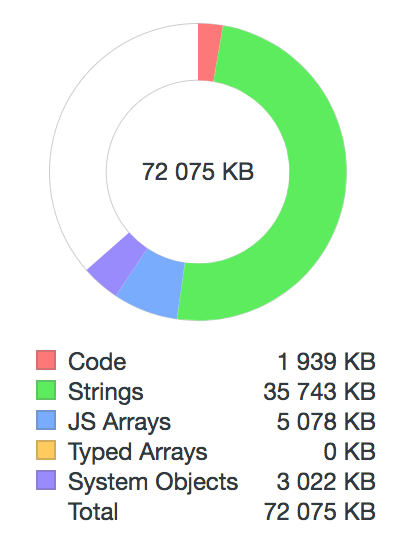 72 075 KB
Code 1 939 KB
Strings 35 743 KB
JS Arrays 5 078 KB
Typed Arrays 0 KB
System Objects 3 022 KB
Total 72 075 KB